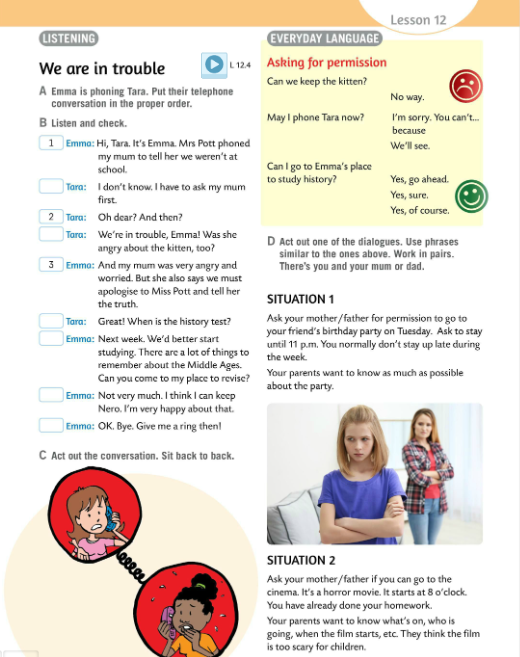 Lesson 12
LISTENING
We are in trouble
L 12.4
A Emma is phoning Tara. Put their telephone
conversation in the proper order.
B Listen and check.
1 Emma: Hi, Tara. It's Emma. Mrs Pott phoned
my mum to tell her we weren't at
school.
Tara: I don't know. I have to ask my mum
first.
2 Tara: Oh dear? And then?
Tara: We're in trouble, Emma! Was she
angry about the kitten, too?
3 Emma: And my mum was very angry and
worried. But she also says we must
apologise to Miss Pott and tell her
the truth.
Tara: Great! When is the history test?
Emma: Next week. We'd better start
studying. There are a lot of things to
remember about the Middle Ages.
Can you come to my place to revise?
Emma: Not very much. I think I can keep
Nero. I'm very happy about that.
Emma: OK. Bye. Give me a ring then!
C Act out the conversation. Sit back to back.
EVERYDAY LANGUAGE
Asking for permission
Can we keep the kitten?
No way.
May I phone Tara now? I'm sorry. You can't...
because
We'll see.
Can I go to Emma's place
to study history? Yes, go ahead.
Yes, sure.
Yes, of course.
D Act out one of the dialogues. Use phrases
similar to the ones above. Work in pairs.
There's you and your mum or dad.
SITUATION 1
Ask your mother/father for permission to go to
your friend's birthday party on Tuesday. Ask to stay
until 11 p.m. You normally don't stay up late during
the week.
Your parents want to know as much as possible
about the party.
SITUATION 2
Ask your mother/father if you can go to the
cinema. It's a horror movie. It starts at 8 o'clock.
You have already done your homework.
Your parents want to know what's on, who is
going, when the film starts, etc. They think the film
is too scary for children.